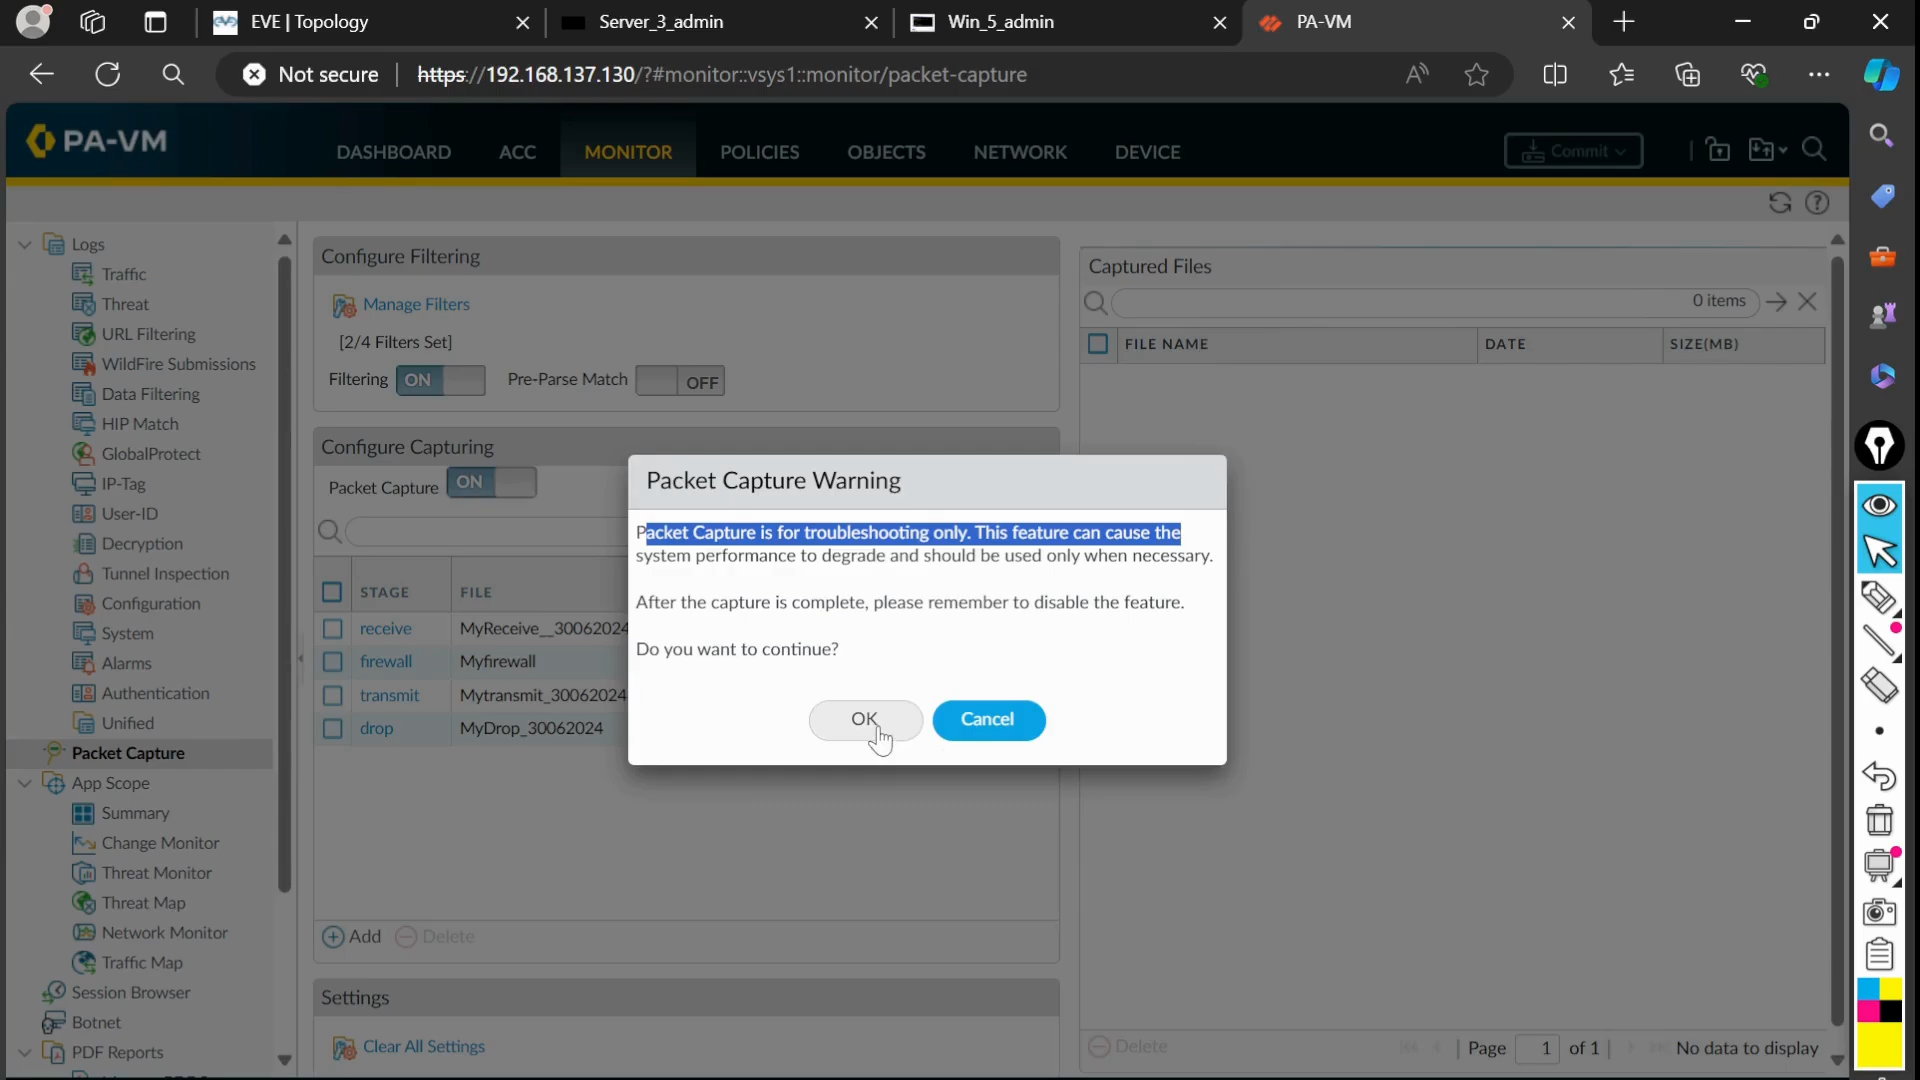 EVE | Topology
Server_3_admin
Win_5_admin
PA-VM
Not secure
https://192.168.137.130/?#monitor::vsys1::monitor/packet-capture
PA-VM
DASHBOARD
ACC
MONITOR
POLICIES
OBJECTS
NETWORK
DEVICE
Commit
Logs
Traffic
Threat
URL Filtering
WildFire Submissions
Data Filtering
HIP Match
GlobalProtect
IP-Tag
User-ID
Decryption
Tunnel Inspection
Configuration
System
Alarms
Authentication
Unified
Packet Capture
App Scope
Summary
Change Monitor
Threat Monitor
Threat Map
Network Monitor
Traffic Map
Session Browser
Botnet
PDF Reports
Configure Filtering
Manage Filters
[2/4 Filters Set]
Filtering ON Pre-Parse Match OFF
Configure Capturing
Packet Capture ON
STAGE FILE
receive MyReceive__30062024
firewall Myfirewall
transmit Mytransmit_30062024
drop MyDrop_30062024
Add Delete
Settings
Clear All Settings
Captured Files
0 items
FILE NAME DATE SIZE(MB)
Delete
Page 1 of 1
No data to display
Packet Capture Warning
Packet Capture is for troubleshooting only. This feature can cause the
system performance to degrade and should be used only when necessary.
After the capture is complete, please remember to disable the feature.
Do you want to continue?
OK
Cancel